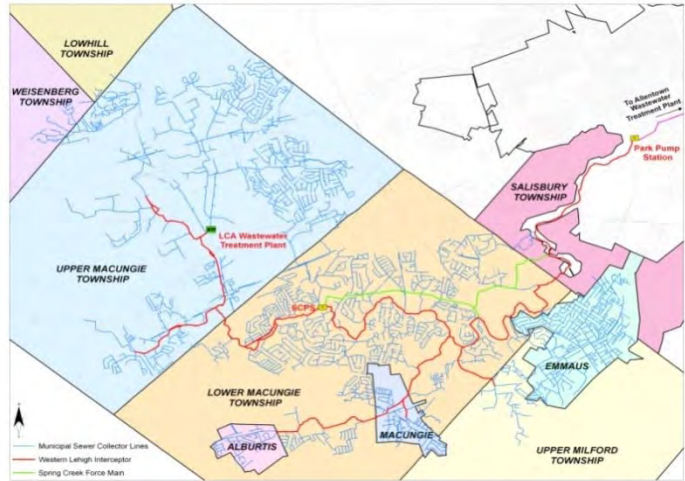 LOWHILL
TOWNSHIP
WEISENBERG
TOWNSHIP
To Allentown
Wastewater
Treatment Plant
Park Pump
Station
SALISBURY
TOWNSHIP
LCA Wastewater
Treatment Plant
UPPER MACUNGIE
TOWNSHIP
SCPS
EMMAUS
LOWER MACUNGIE
TOWNSHIP
MACUNGIE
ALBURTIS
UPPER MILFORD
TOWNSHIP
Municipal Sewer Collector Lines
Western Lehigh Interceptor
Spring Creek Force Main